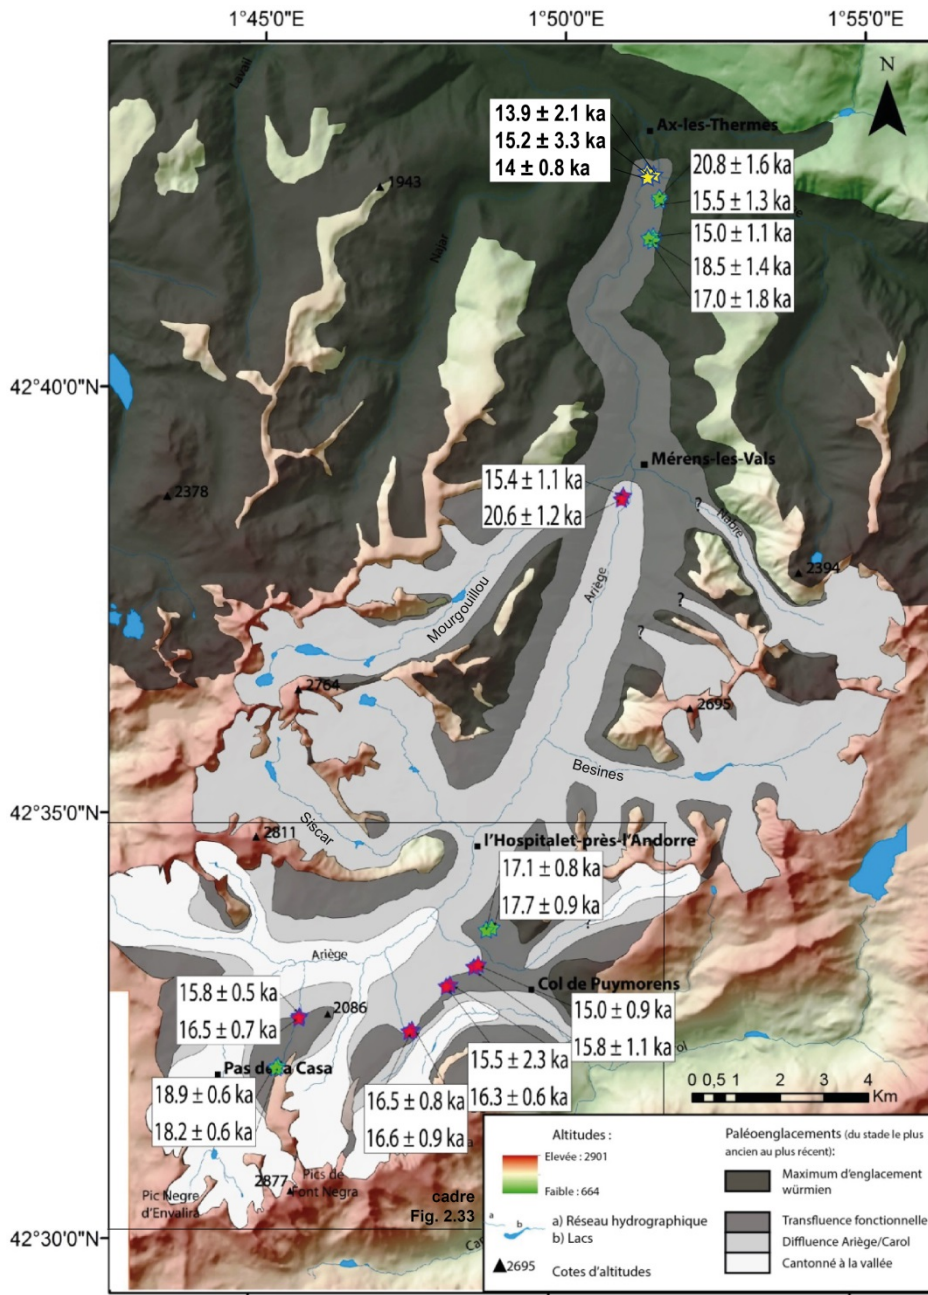 1°45'0"E
1°50'0"E
1°55'0"E
N
Lavail
Ax-les-Thermes
13.9 ± 2.1 ka
15.2 ± 3.3 ka
14 ± 0.8 ka
20.8 ± 1.6 ka
15.5 ± 1.3 ka
1943
Najar
15.0 ± 1.1 ka
18.5 ± 1.4 ka
17.0 ± 1.8 ka
42°40'0"N
Mérens-les-Vals
15.4 ± 1.1 ka
20.6 ± 1.2 ka
2378
?
Nabre
2394
Ariège
Mourgouillou
?
?
2764
2695
Besines
42°35'0"N
Siscar
2811
l'Hospitalet-près-l'Andorre
17.1 ± 0.8 ka
17.7 ± 0.9 ka
?
Ariège
Col de Puymorens
15.8 ± 0.5 ka
16.5 ± 0.7 ka
2086
15.0 ± 0.9 ka
15.8 ± 1.1 ka
15.5 ± 2.3 ka
16.3 ± 0.6 ka
Pas de la Casa
18.9 ± 0.6 ka
18.2 ± 0.6 ka
16.5 ± 0.8 ka
16.6 ± 0.9 ka
0 0,5 1 2 3 4
Km
2877
Pics de
Font Negra
Pic Negre
d'Envalira
cadre
Fig. 2.33
42°30'0"N
Altitudes :
Elevée : 2901
Faible : 664
a
b
a) Réseau hydrographique
b) Lacs
2695
Cotes d'altitudes
Paléoenglacements (du stade le plus
ancien au plus récent):
Maximum d'englacement
würmien
Transfluence fonctionnelle
Diffluence Ariège/Carol
Cantonné à la vallée